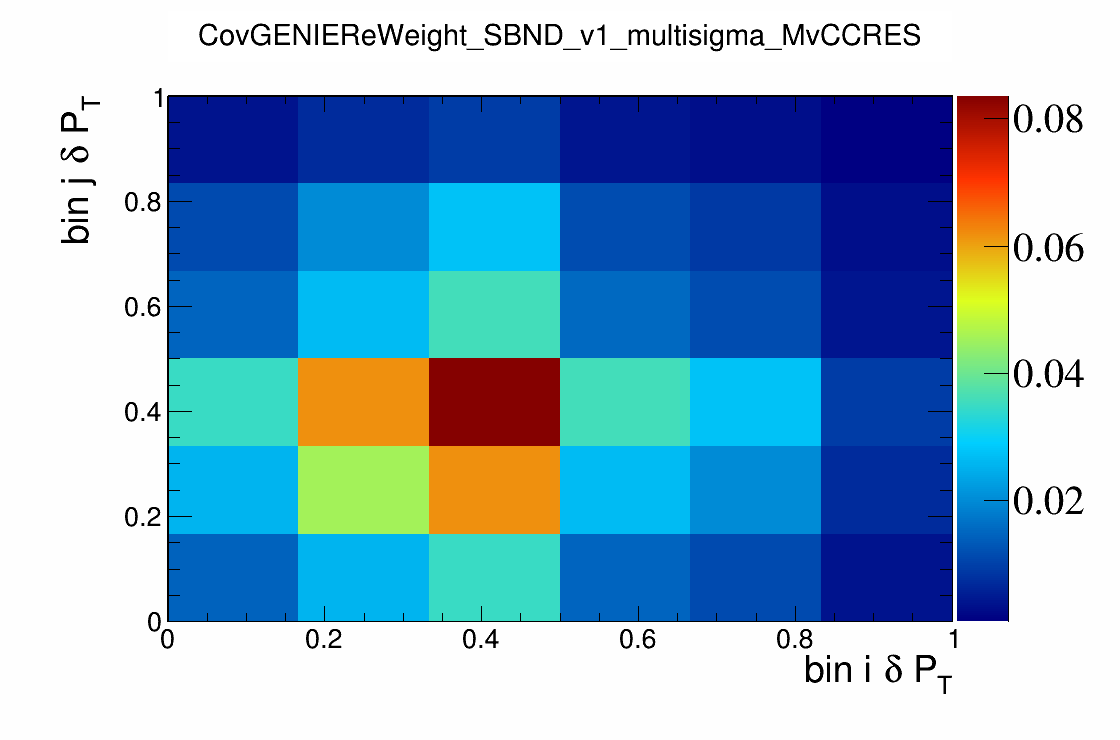 CovGENIEReWeight_SBND_v1_multisigma_MvCCRES
bin j δ P_T
1
0.8
0.6
0.4
0.2
0
0 0.2 0.4 0.6 0.8 1
bin i δ P_T
0.08
0.06
0.04
0.02